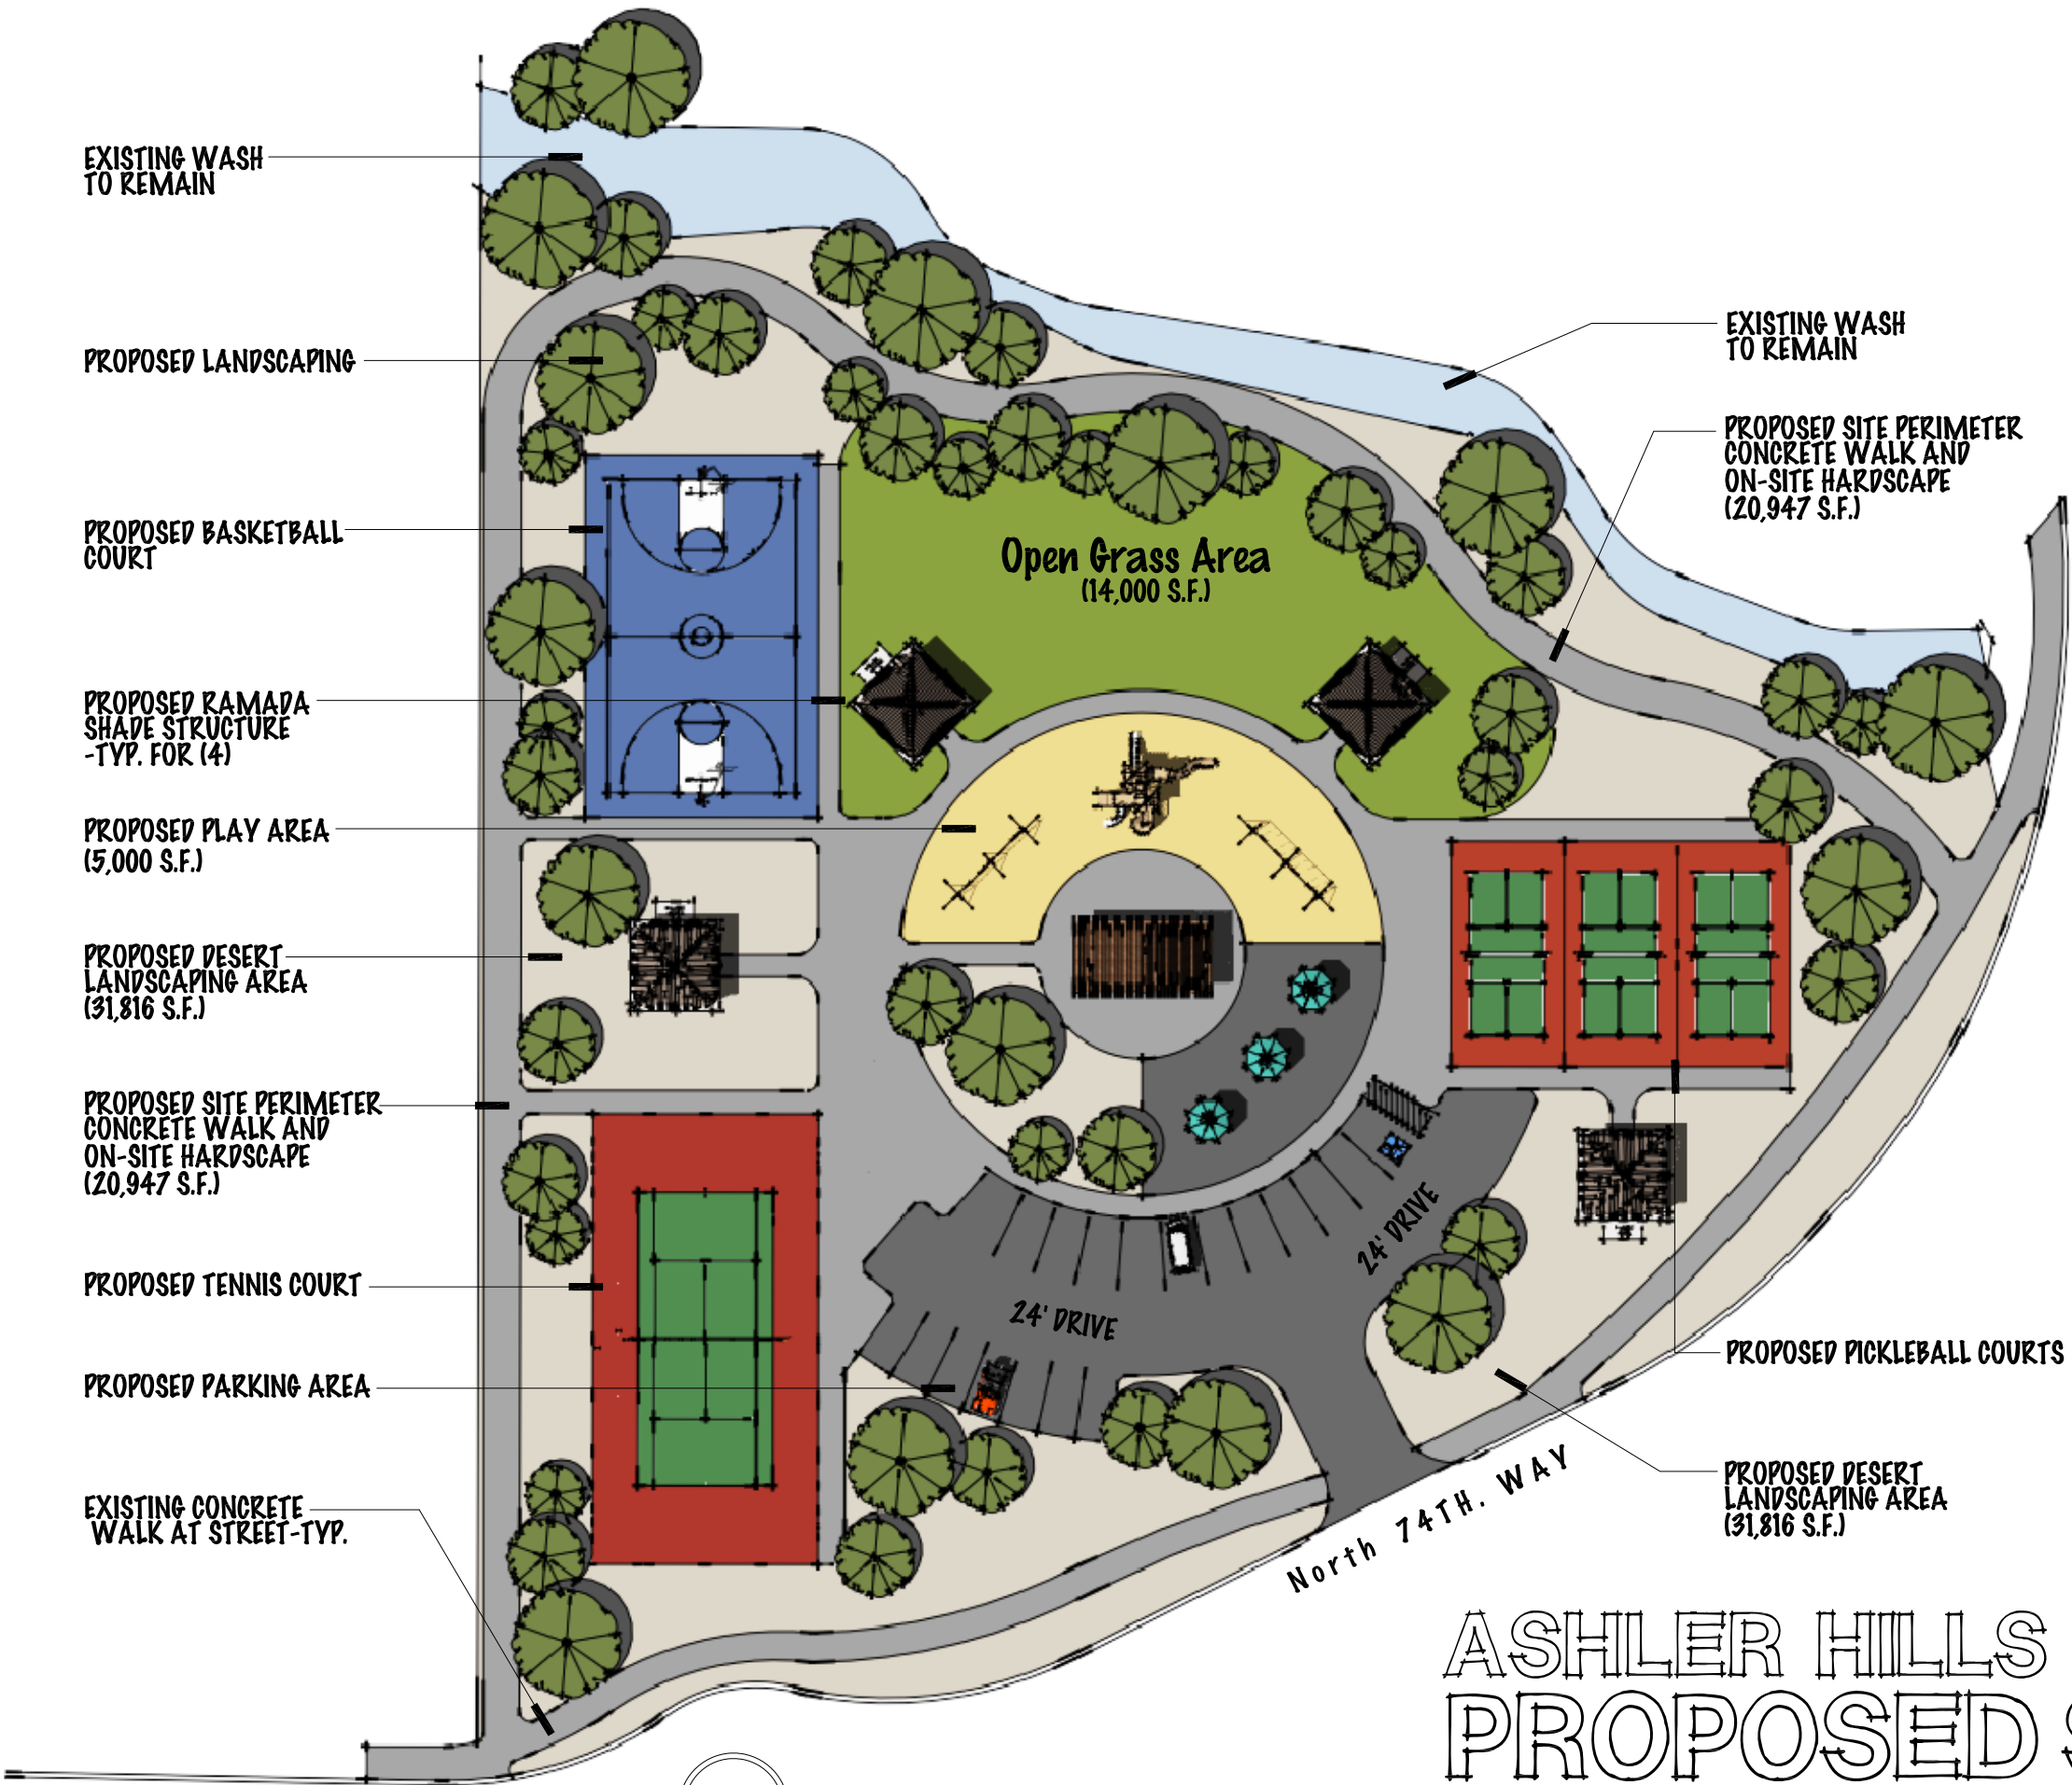 EXISTING WASH
TO REMAIN
PROPOSED LANDSCAPING
PROPOSED BASKETBALL
COURT
PROPOSED RAMADA
SHADE STRUCTURE
-TYP. FOR (4)
PROPOSED PLAY AREA
(5,000 S.F.)
PROPOSED DESERT
LANDSCAPING AREA
(31,816 S.F.)
PROPOSED SITE PERIMETER
CONCRETE WALK AND
ON-SITE HARDSCAPE
(20,947 S.F.)
PROPOSED TENNIS COURT
PROPOSED PARKING AREA
EXISTING CONCRETE
WALK AT STREET-TYP.
Open Grass Area
(14,000 S.F.)
24' DRIVE
24' DRIVE
North 74TH. WAY
EXISTING WASH
TO REMAIN
PROPOSED SITE PERIMETER
CONCRETE WALK AND
ON-SITE HARDSCAPE
(20,947 S.F.)
PROPOSED PICKLEBALL COURTS
PROPOSED DESERT
LANDSCAPING AREA
(31,816 S.F.)
ASHLER HILLS
PROPOSED S